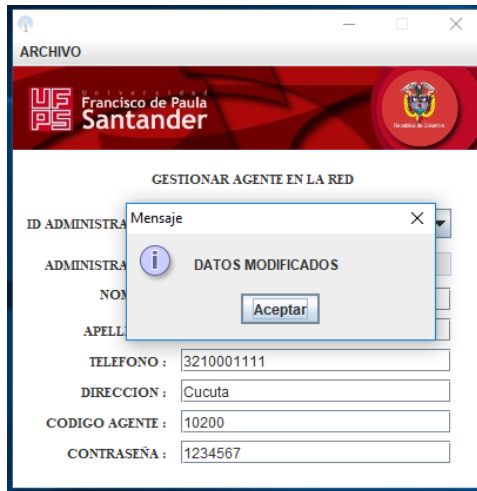 ARCHIVO
Universidad
Francisco de Paula
Santander
UFPS
República de Colombia
GESTIONAR AGENTE EN LA RED
ID ADMINISTRA
Mensaje
ADMINISTRA
DATOS MODIFICADOS
NOM
Aceptar
APELL
TELEFONO : 3210001111
DIRECCION : Cucuta
CODIGO AGENTE : 10200
CONTRASEÑA : 1234567